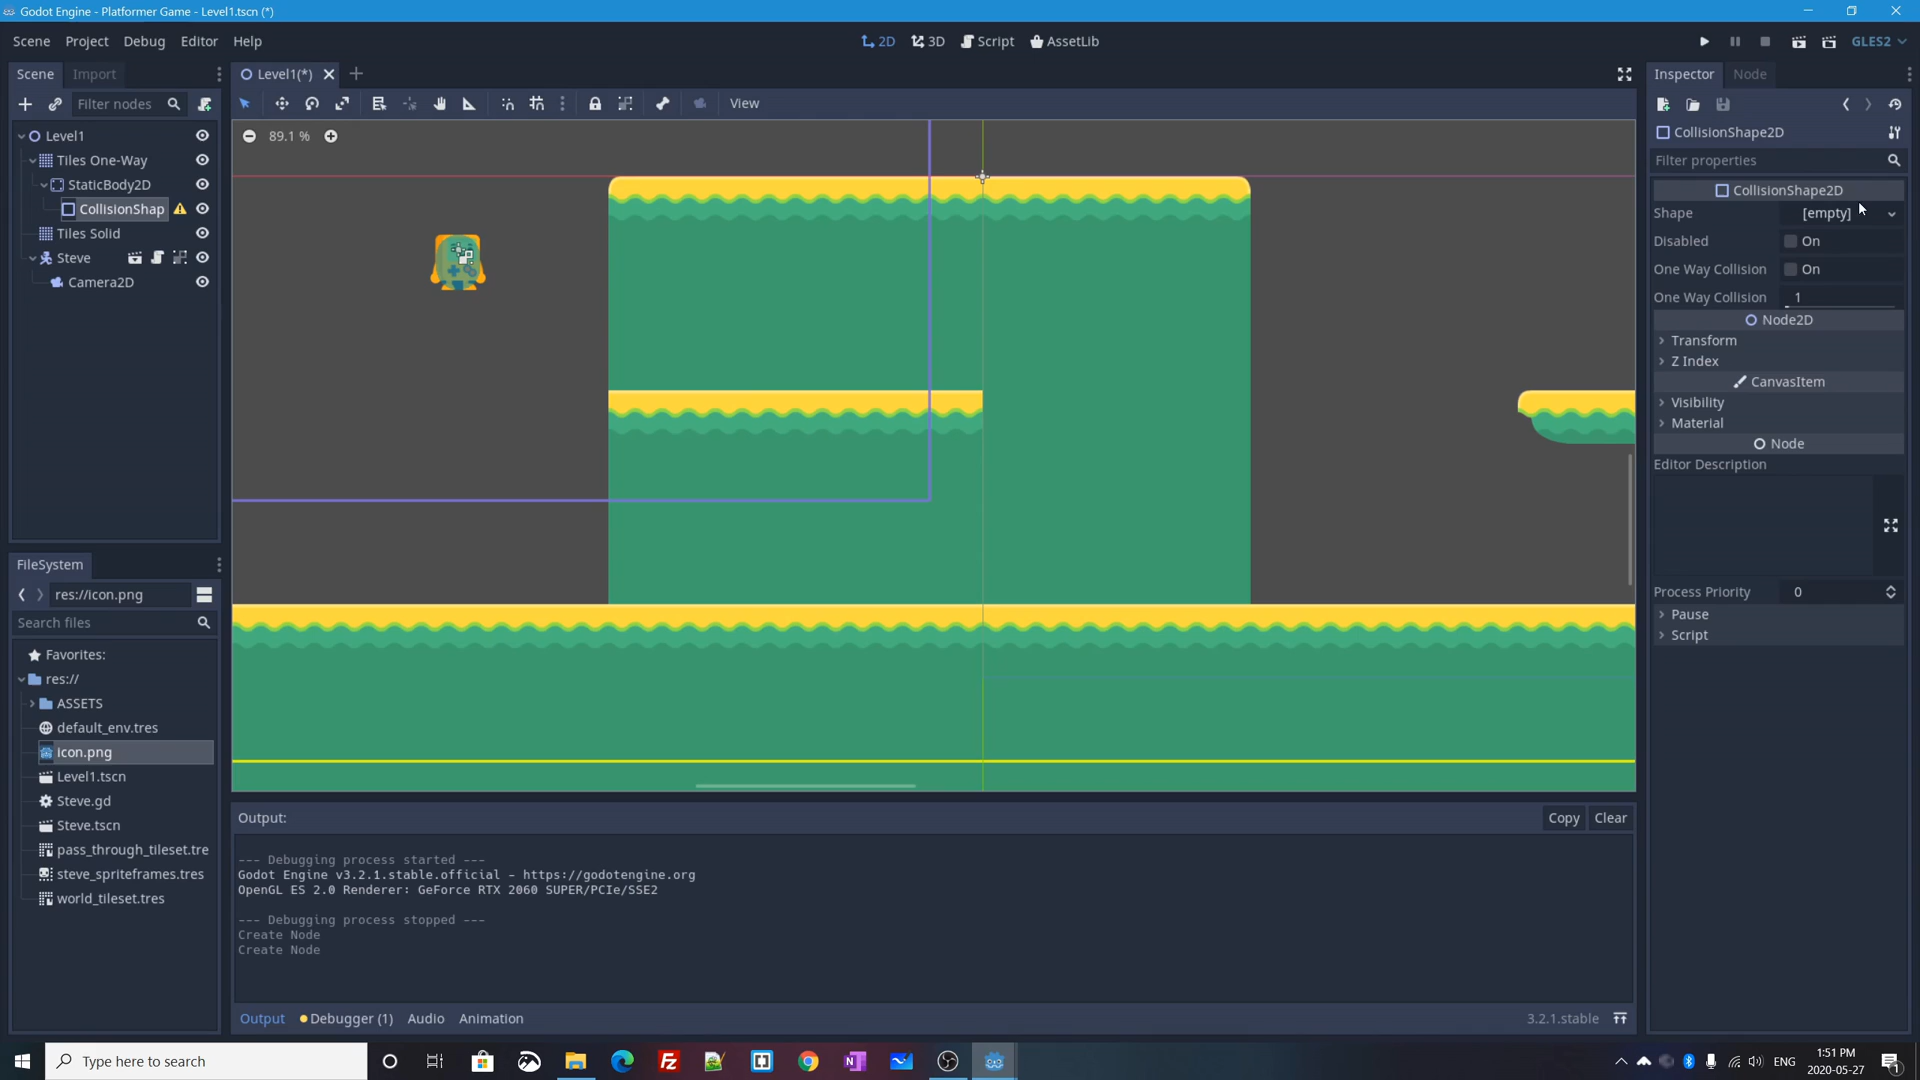 Godot Engine - Platformer Game - Level1.tscn (*)
Scene Project Debug Editor Help
2D 3D Script AssetLib
GLES2
Scene Import
Level1(*)
Inspector Node
Filter nodes
View
Level1
Tiles One-Way
StaticBody2D
CollisionShap
Tiles Solid
Steve
Camera2D
89.1 %
CollisionShape2D
Filter properties
CollisionShape2D
Shape [empty]
Disabled On
One Way Collision On
One Way Collision 1
Node2D
Transform
Z Index
CanvasItem
Visibility
Material
Node
Editor Description
Process Priority 0
Pause
Script
FileSystem
res://icon.png
Search files
Favorites:
res://
ASSETS
default_env.tres
icon.png
Level1.tscn
Steve.gd
Steve.tscn
pass_through_tileset.tre
steve_spriteframes.tres
world_tileset.tres
Output:
Copy Clear
--- Debugging process started ---
Godot Engine v3.2.1.stable.official - https://godotengine.org
OpenGL ES 2.0 Renderer: GeForce RTX 2060 SUPER/PCIe/SSE2
--- Debugging process stopped ---
Create Node
Create Node
Output Debugger (1) Audio Animation
3.2.1.stable
Type here to search
ENG
1:51 PM
2020-05-27
1